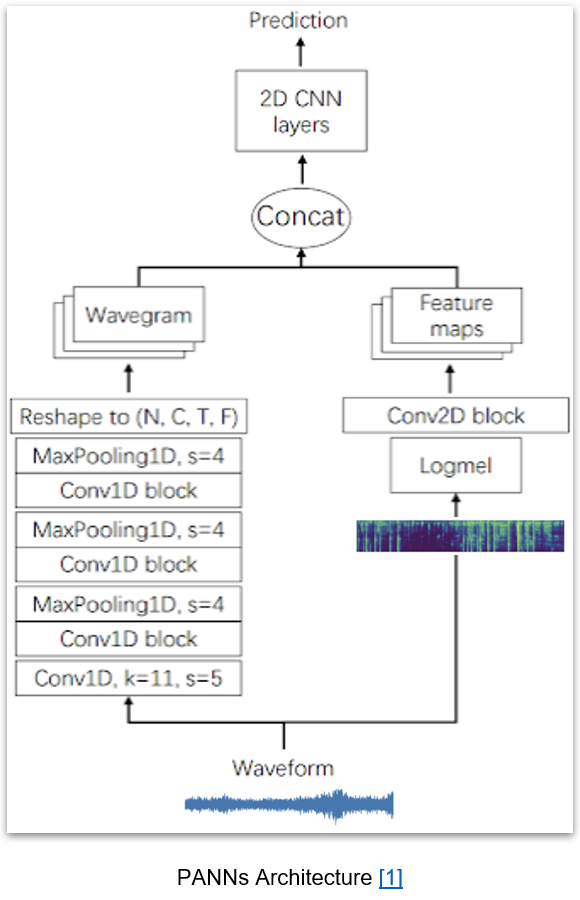 Prediction
2D CNN
layers
Concat
Wavegram
Feature
maps
Reshape to (N, C, T, F)
Conv2D block
MaxPooling1D, s=4
Logmel
Conv1D block
MaxPooling1D, s=4
Conv1D block
MaxPooling1D, s=4
Conv1D block
Conv1D, k=11, s=5
Waveform
PANNs Architecture [1]